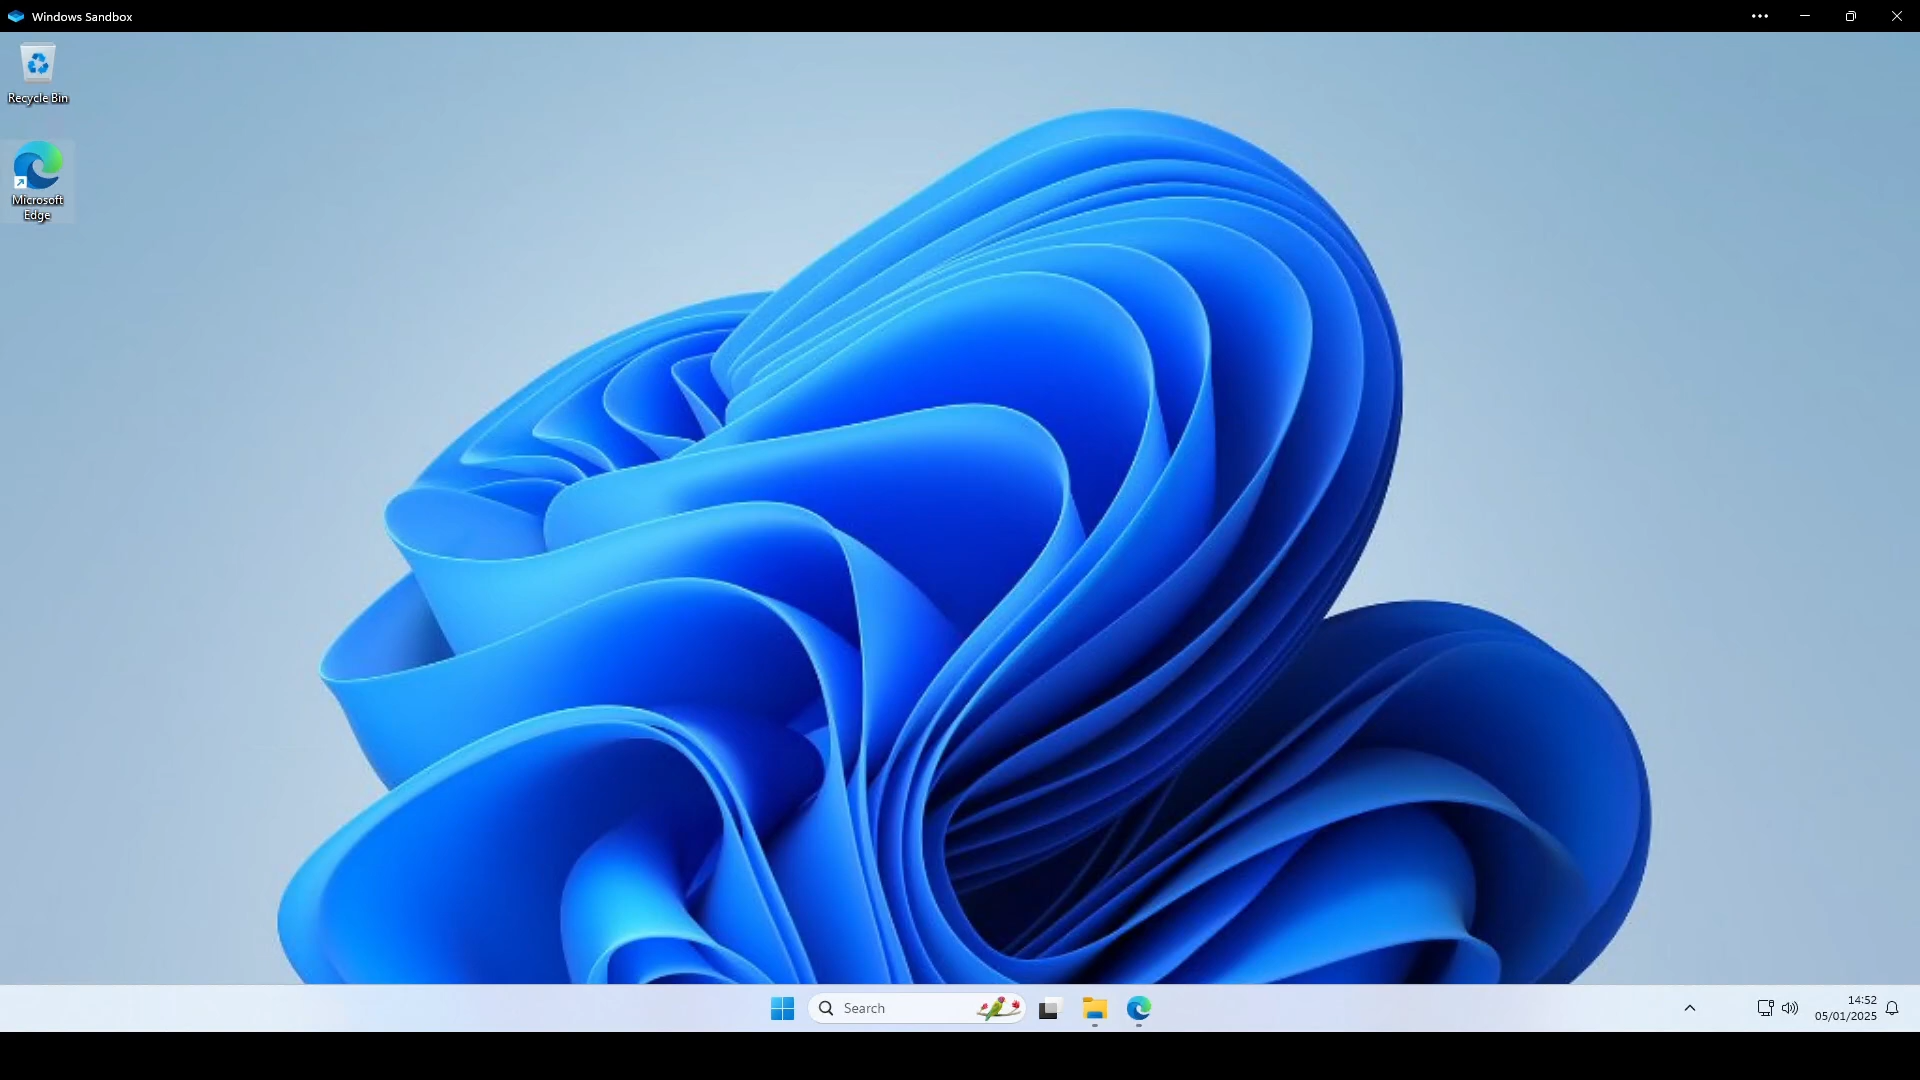 Windows Sandbox
Recycle Bin
Microsoft
Edge
Search
14:52
05/01/2025